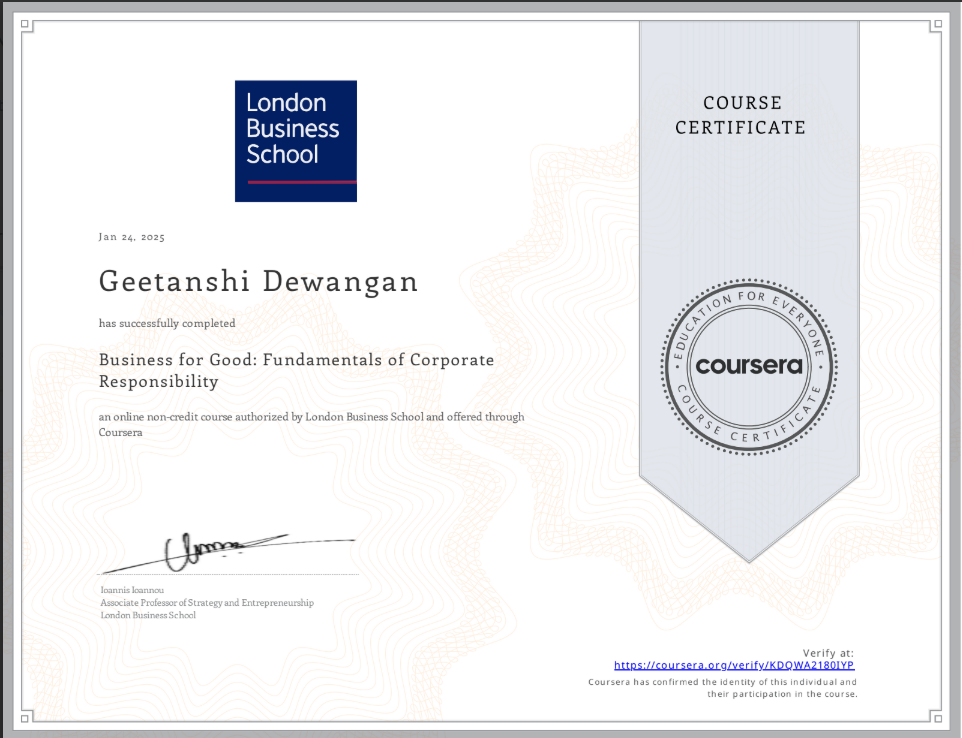 London
Business
School
COURSE
CERTIFICATE
Jan 24, 2025
Geetanshi Dewangan
has successfully completed
Business for Good: Fundamentals of Corporate
Responsibility
an online non-credit course authorized by London Business School and offered through
Coursera
EDUCATION FOR EVERYONE
coursera
COURSE CERTIFICATE
Ioannis Ioannou
Associate Professor of Strategy and Entrepreneurship
London Business School
Verify at:
https://coursera.org/verify/KDQWA2180IYP
Coursera has confirmed the identity of this individual and
their participation in the course.